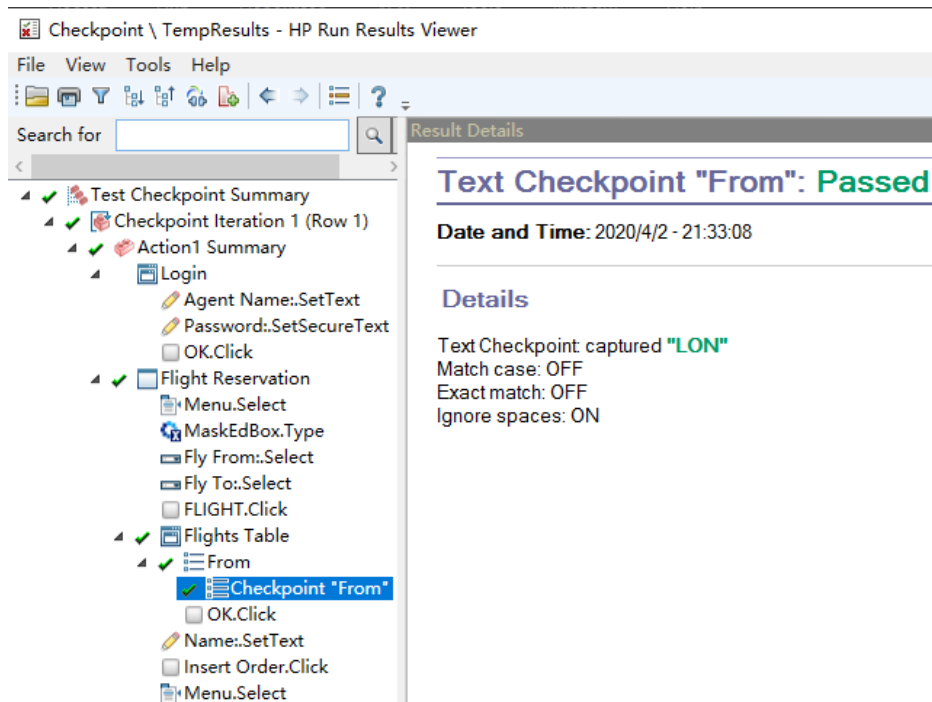 Checkpoint \ TempResults - HP Run Results Viewer
File View Tools Help
Search for
Test Checkpoint Summary
Checkpoint Iteration 1 (Row 1)
Action1 Summary
Login
Agent Name:.SetText
Password:.SetSecureText
OK.Click
Flight Reservation
Menu.Select
MaskEdBox.Type
Fly From:.Select
Fly To:.Select
FLIGHT.Click
Flights Table
From
Checkpoint "From"
OK.Click
Name:.SetText
Insert Order.Click
Menu.Select
Result Details
Text Checkpoint "From": Passed
Date and Time: 2020/4/2 - 21:33:08
Details
Text Checkpoint: captured "LON"
Match case: OFF
Exact match: OFF
Ignore spaces: ON